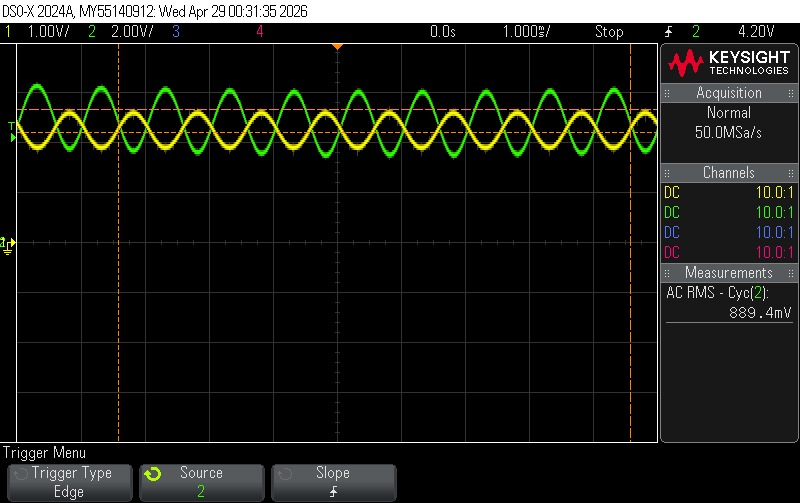 DSO-X 2024A, MY55140912: Wed Apr 29 00:31:35 2026
1 1.00V/ 2 2.00V/ 3 4 0.0s 1.000ms/ Stop 2 4.20V
KEYSIGHT
TECHNOLOGIES
Acquisition
Normal
50.0MSa/s
Channels
DC 10.0:1
DC 10.0:1
DC 10.0:1
DC 10.0:1
Measurements
AC RMS - Cyc(2):
889.4mV
T
Trigger Menu
Trigger Type
Edge
Source
2
Slope